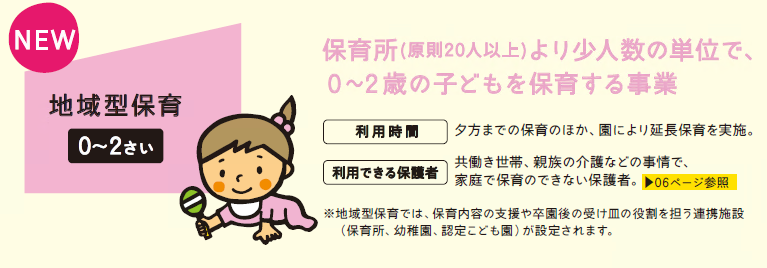 NEW
地域型保育
0～2さい
保育所(原則20人以上)より少人数の単位で、
0～2歳の子どもを保育する事業
利用時間
夕方までの保育のほか、園により延長保育を実施。
利用できる保護者
共働き世帯、親族の介護などの事情で、
家庭で保育のできない保護者。 ▶06ページ参照
※地域型保育では、保育内容の支援や卒園後の受け皿の役割を担う連携施設
（保育所、幼稚園、認定こども園）が設定されます。